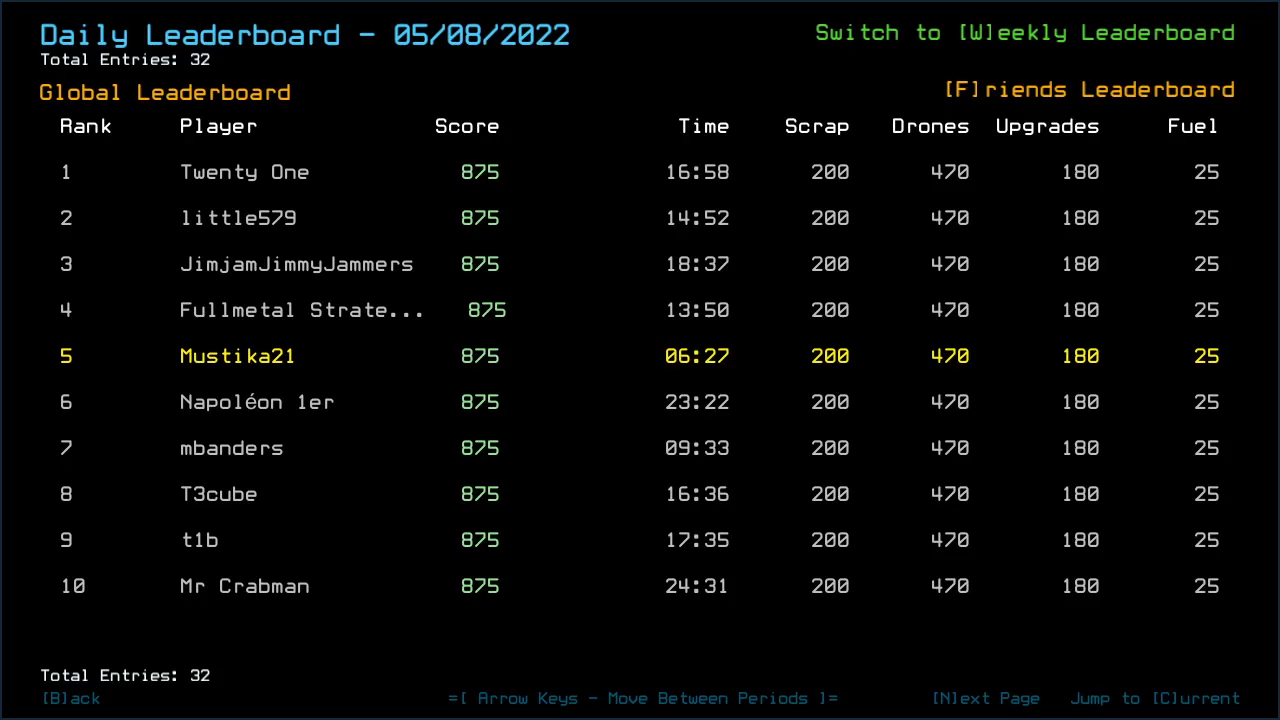 Daily Leaderboard - 05/08/2022 Switch to [W]eekly Leaderboard
Total Entries: 32
Global Leaderboard [F]riends Leaderboard
Rank Player Score Time Scrap Drones Upgrades Fuel
1 Twenty One 875 16:58 200 470 180 25
2 little579 875 14:52 200 470 180 25
3 JimjamJimmyJammers 875 18:37 200 470 180 25
4 Fullmetal Strate... 875 13:50 200 470 180 25
5 Mustika21 875 06:27 200 470 180 25
6 Napoléon 1er 875 23:22 200 470 180 25
7 mbanders 875 09:33 200 470 180 25
8 T3cube 875 16:36 200 470 180 25
9 t1b 875 17:35 200 470 180 25
10 Mr Crabman 875 24:31 200 470 180 25
Total Entries: 32
[B]ack =[ Arrow Keys - Move Between Periods ]= [N]ext Page Jump to [C]urrent